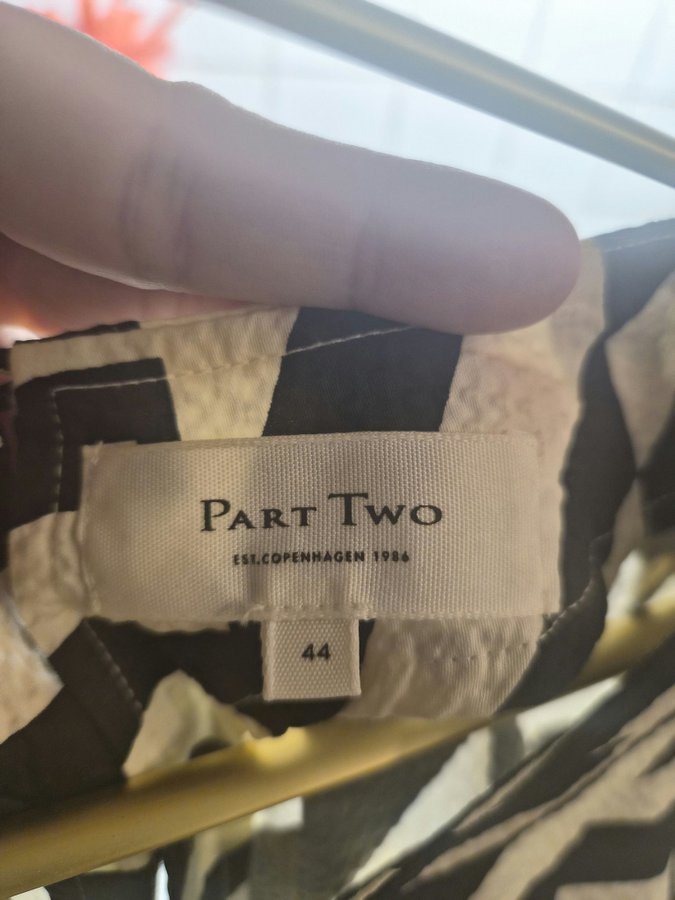 Part Two
EST. COPENHAGEN 1986
44